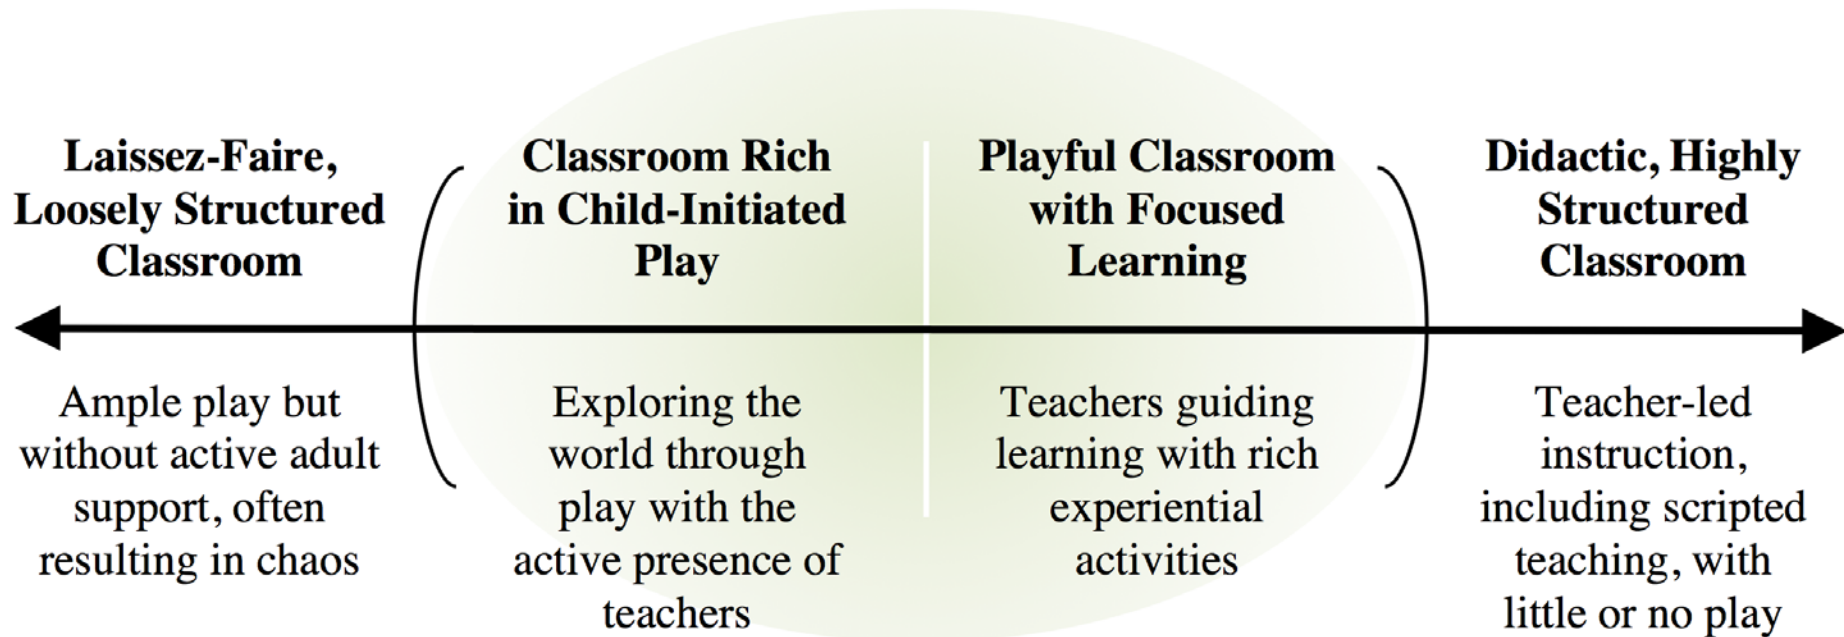 Laissez-Faire,
Loosely Structured
Classroom
Classroom Rich
in Child-Initiated
Play
Playful Classroom
with Focused
Learning
Didactic, Highly
Structured
Classroom
Ample play but
without active adult
support, often
resulting in chaos
Exploring the
world through
play with the
active presence of
teachers
Teachers guiding
learning with rich
experiential
activities
Teacher-led
instruction,
including scripted
teaching, with
little or no play